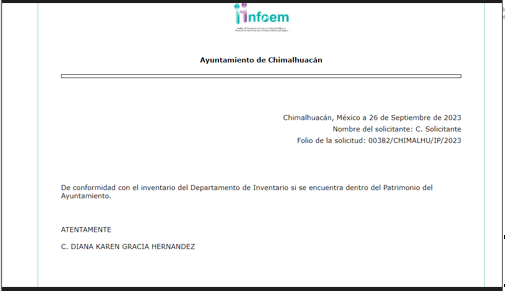 infoem
Ayuntamiento de Chimalhuacán
Chimalhuacán, México a 26 de Septiembre de 2023
Nombre del solicitante: C. Solicitante
Folio de la solicitud: 00382/CHIMALHU/IP/2023
De conformidad con el inventario del Departamento de Inventario si se encuentra dentro del Patrimonio del
Ayuntamiento.
ATENTAMENTE
C. DIANA KAREN GRACIA HERNANDEZ